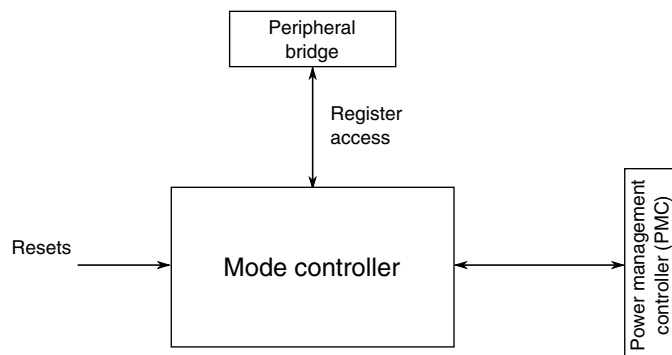 Peripheral
bridge
Register
access
Resets
Mode controller
Power management
controller (PMC)